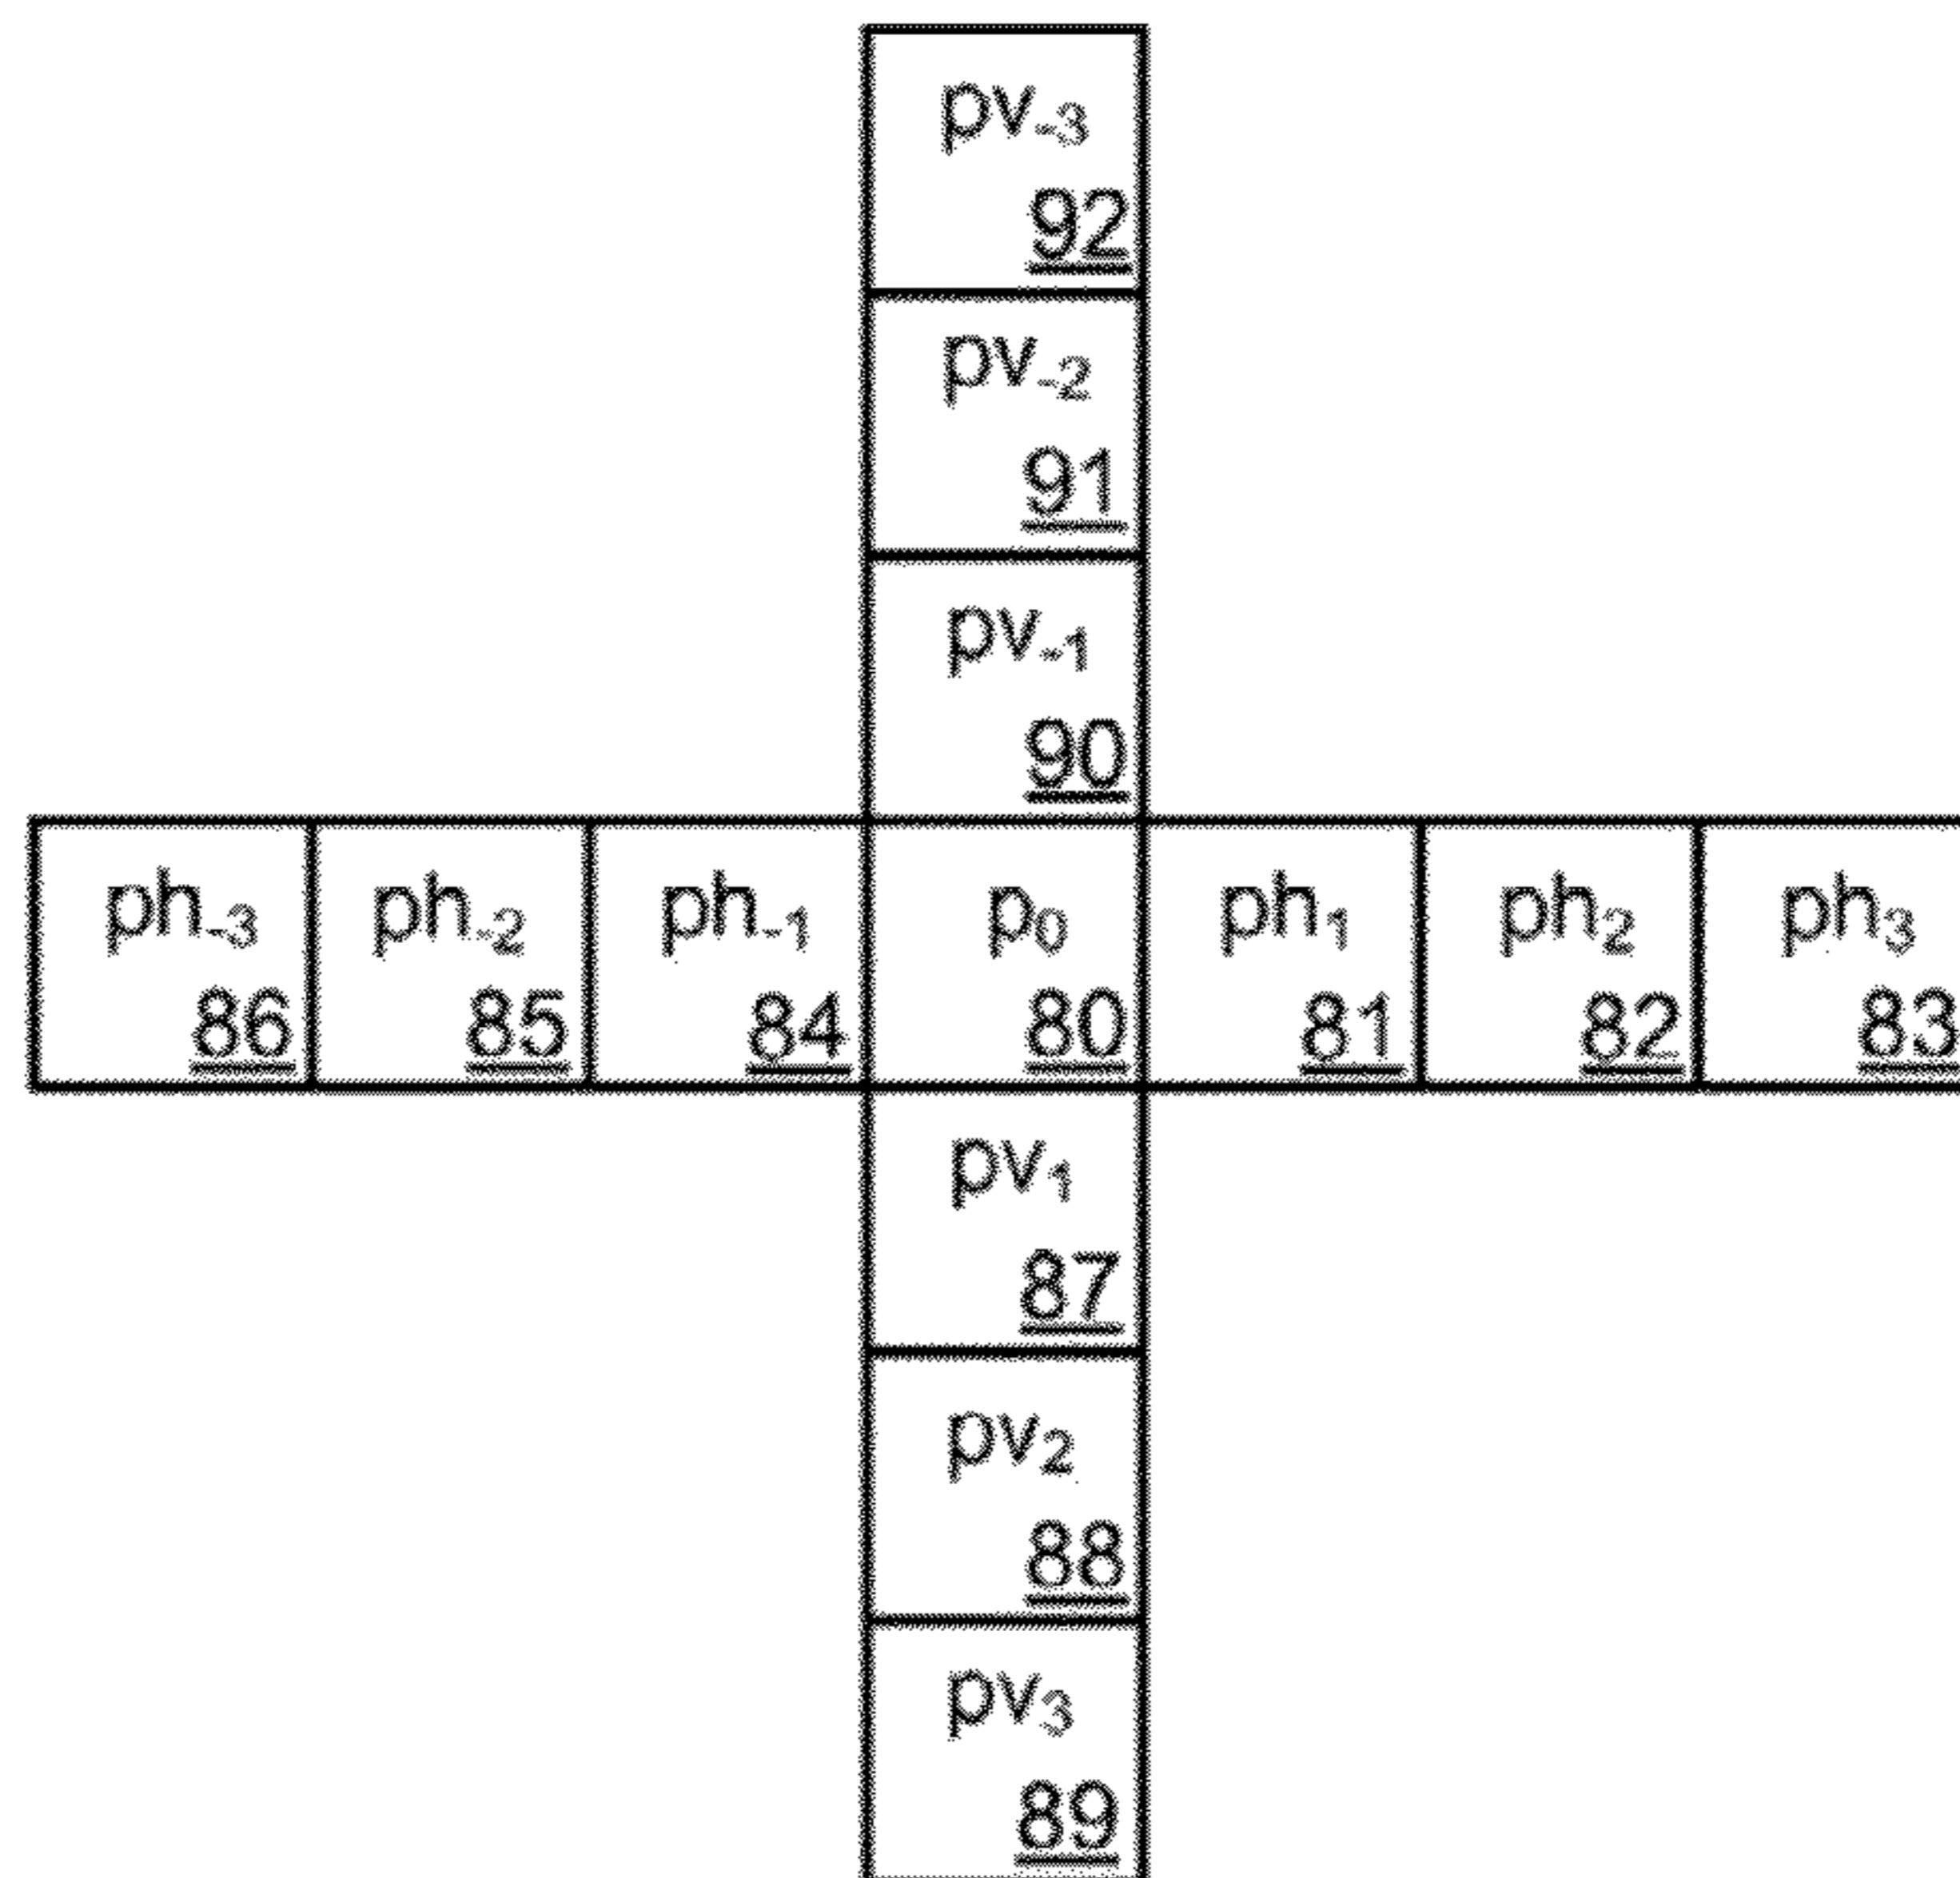 pv₋₃
92
pv₋₂
91
pv₋₁
90
ph₋₃ ph₋₂ ph₋₁ p₀ ph₁ ph₂ ph₃
86 85 84 80 81 82 83
pv₁
87
pv₂
88
pv₃
89